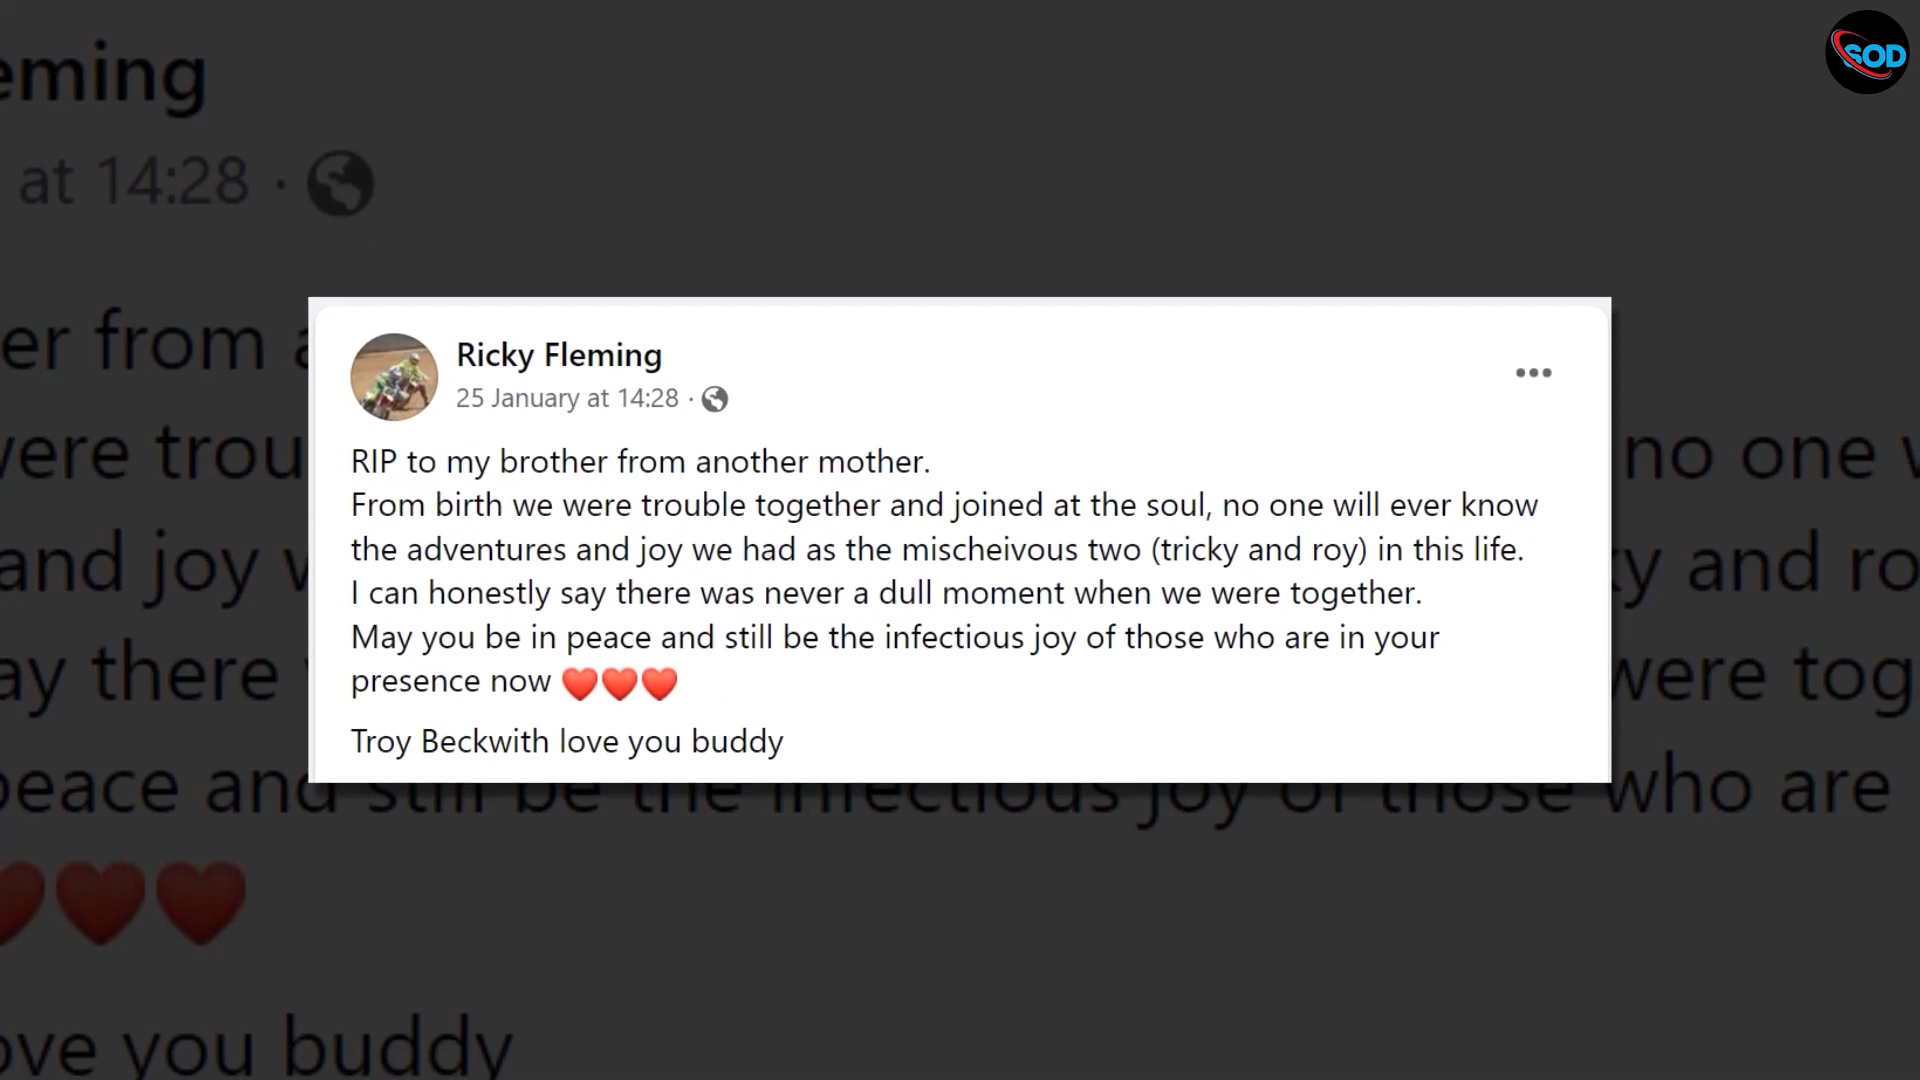 SOD
eming
at 14:28 ·
Ricky Fleming
25 January at 14:28 ·
RIP to my brother from another mother.
From birth we were trouble together and joined at the soul, no one will ever know
the adventures and joy we had as the mischeivous two (tricky and roy) in this life.
I can honestly say there was never a dull moment when we were together.
May you be in peace and still be the infectious joy of those who are in your
presence now ❤️❤️❤️
Troy Beckwith love you buddy
er from a
were trou no one w
and joy w ky and ro
ay there were tog
peace and still be the infectious joy of those who are
❤️❤️❤️
ove you buddy